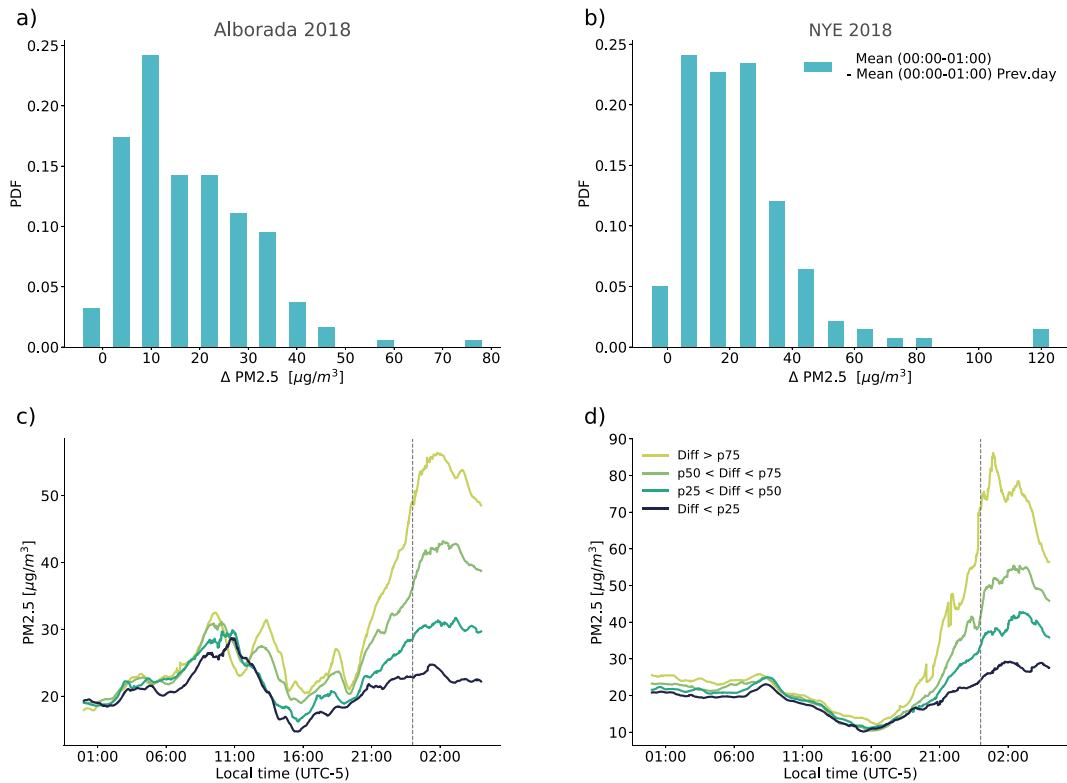 a)
Alborada 2018
0.25
0.20
0.15
0.10
0.05
0.00
PDF
0
10
20
30
40
50
60
70
80
Δ PM2.5 [μg/m³]
b)
NYE 2018
Mean (00:00-01:00)
- Mean (00:00-01:00) Prev.day
0.25
0.20
0.15
0.10
0.05
0.00
PDF
0
20
40
60
80
100
120
Δ PM2.5 [μg/m³]
c)
50
40
30
20
PM2.5 [μg/m³]
01:00
06:00
11:00
16:00
21:00
02:00
Local time (UTC-5)
d)
Diff > p75
p50 < Diff < p75
p25 < Diff < p50
Diff < p25
90
80
70
60
50
40
30
20
10
PM2.5 [μg/m³]
01:00
06:00
11:00
16:00
21:00
02:00
Local time (UTC-5)